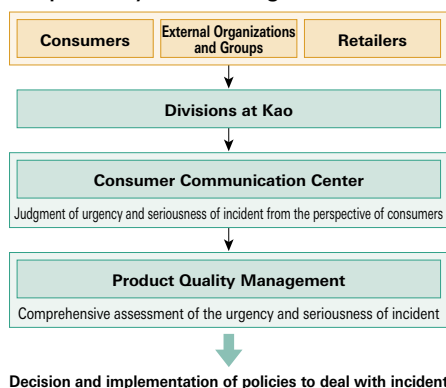 Consumers
External Organizations
and Groups
Retailers
Divisions at Kao
Consumer Communication Center
Judgment of urgency and seriousness of incident from the perspective of consumers
Product Quality Management
Comprehensive assessment of the urgency and seriousness of incident
Decision and implementation of policies to deal with incident